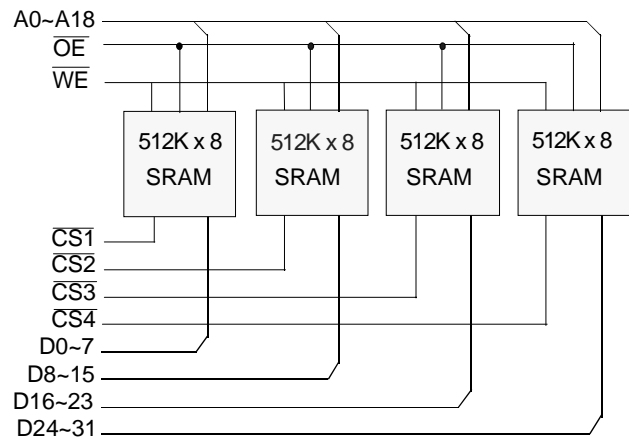 A0~A18
OE
WE
512K x 8
SRAM
512K x 8
SRAM
512K x 8
SRAM
512K x 8
SRAM
CS1
CS2
CS3
CS4
D0~7
D8~15
D16~23
D24~31